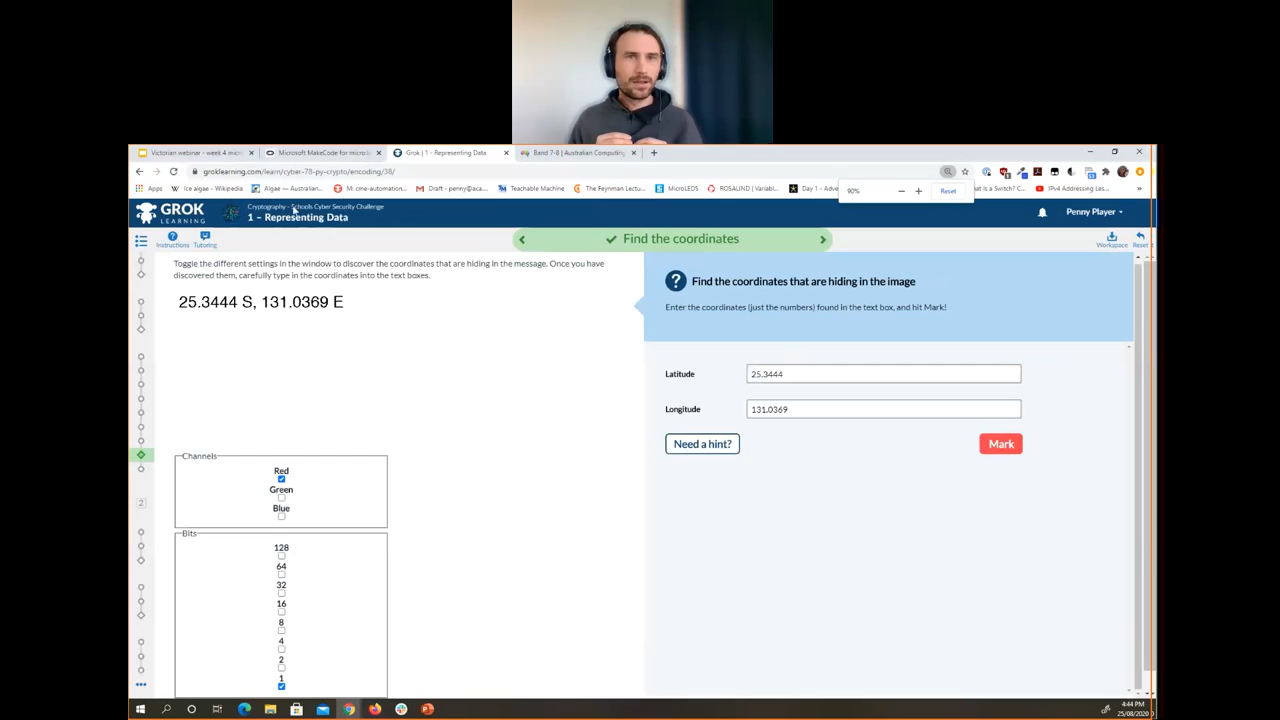 Victorian webinar - week 4 micr
Microsoft MakeCode for micro:b
Grok | 1 - Representing Data
Band 7-8 | Australian Computing
groklearning.com/learn/cyber-78-py-crypto/encoding/38/
Apps
Ice algae - Wikipedia
Algae — Australian...
M: cme-automation...
Draft - penny@aca...
Teachable Machine
The Feynman Lectu...
MicroLEDS
ROSALIND | Variabl...
Day 1 - Adve
at Is a Switch? C
IPv4 Addressing Les...
90%
Reset
GROK
LEARNING
Cryptography - Schools Cyber Security Challenge
1 – Representing Data
Penny Player
Instructions
Tutoring
Find the coordinates
Workspace
Reset
Toggle the different settings in the window to discover the coordinates that are hiding in the message. Once you have
discovered them, carefully type in the coordinates into the text boxes.
25.3444 S, 131.0369 E
? Find the coordinates that are hiding in the image
Enter the coordinates (just the numbers) found in the text box, and hit Mark!
Latitude
25.3444
Longitude
131.0369
Need a hint?
Mark
Channels
Red
Green
Blue
2
Bits
128
64
32
16
8
4
2
1
4:44 PM
25/08/2020